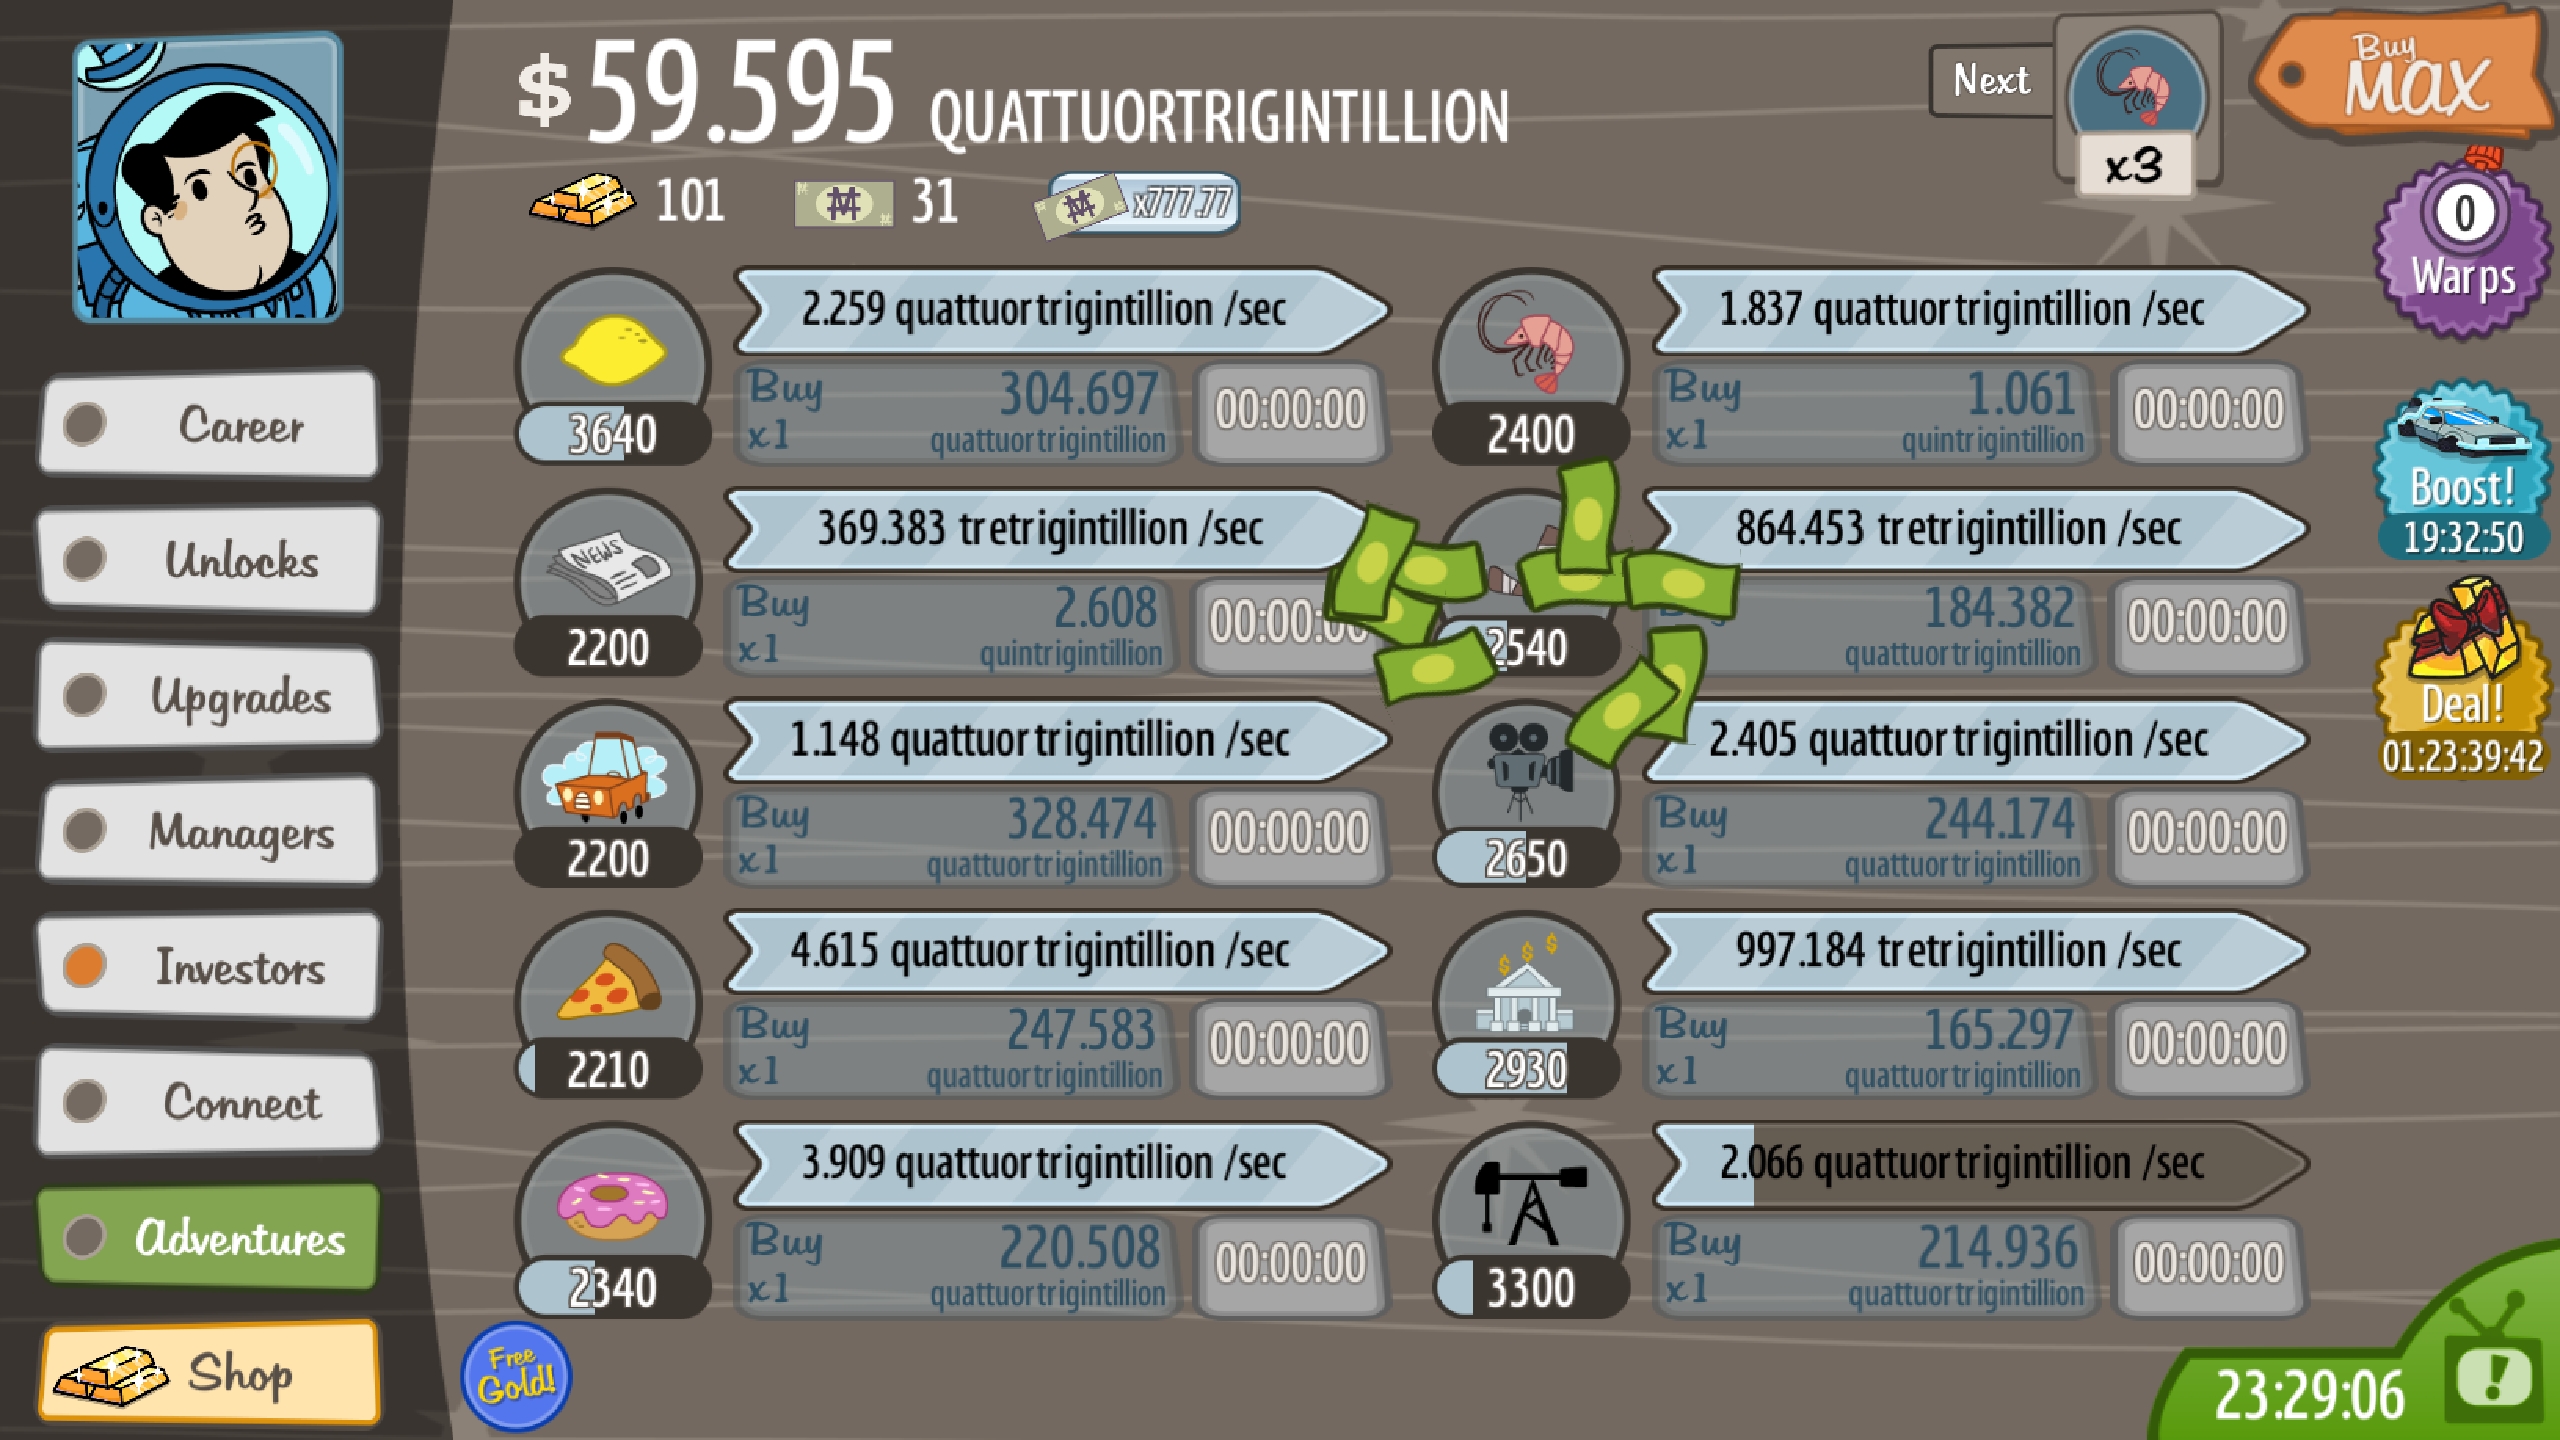 $59.595 QUATTUORTRIGINTILLION
Next
x3
Buy
MAX
101
31
x777.77
0
Warps
Boost!
19:32:50
Deal!
01:23:39:42
Career
Unlocks
Upgrades
Managers
Investors
Connect
Adventures
Shop
2.259 quattuortrigintillion /sec
3640
Buy
x1
304.697
quattuortrigintillion
00:00:00
1.837 quattuortrigintillion /sec
2400
Buy
x1
1.061
quintrigintillion
00:00:00
NEWS
369.383 tretrigintillion /sec
2200
Buy
x1
2.608
quintrigintillion
864.453 tretrigintillion /sec
2540
184.382
quattuortrigintillion
00:00:00
1.148 quattuortrigintillion /sec
2200
Buy
x1
328.474
quattuortrigintillion
00:00:00
2.405 quattuortrigintillion /sec
2650
Buy
x1
244.174
quattuortrigintillion
00:00:00
4.615 quattuortrigintillion /sec
2210
Buy
x1
247.583
quattuortrigintillion
00:00:00
$ $ $
997.184 tretrigintillion /sec
2930
Buy
x1
165.297
quattuortrigintillion
00:00:00
3.909 quattuortrigintillion /sec
2340
Buy
x1
220.508
quattuortrigintillion
00:00:00
2.066 quattuortrigintillion /sec
3300
Buy
x1
214.936
quattuortrigintillion
00:00:00
Free
Gold!
23:29:06
!